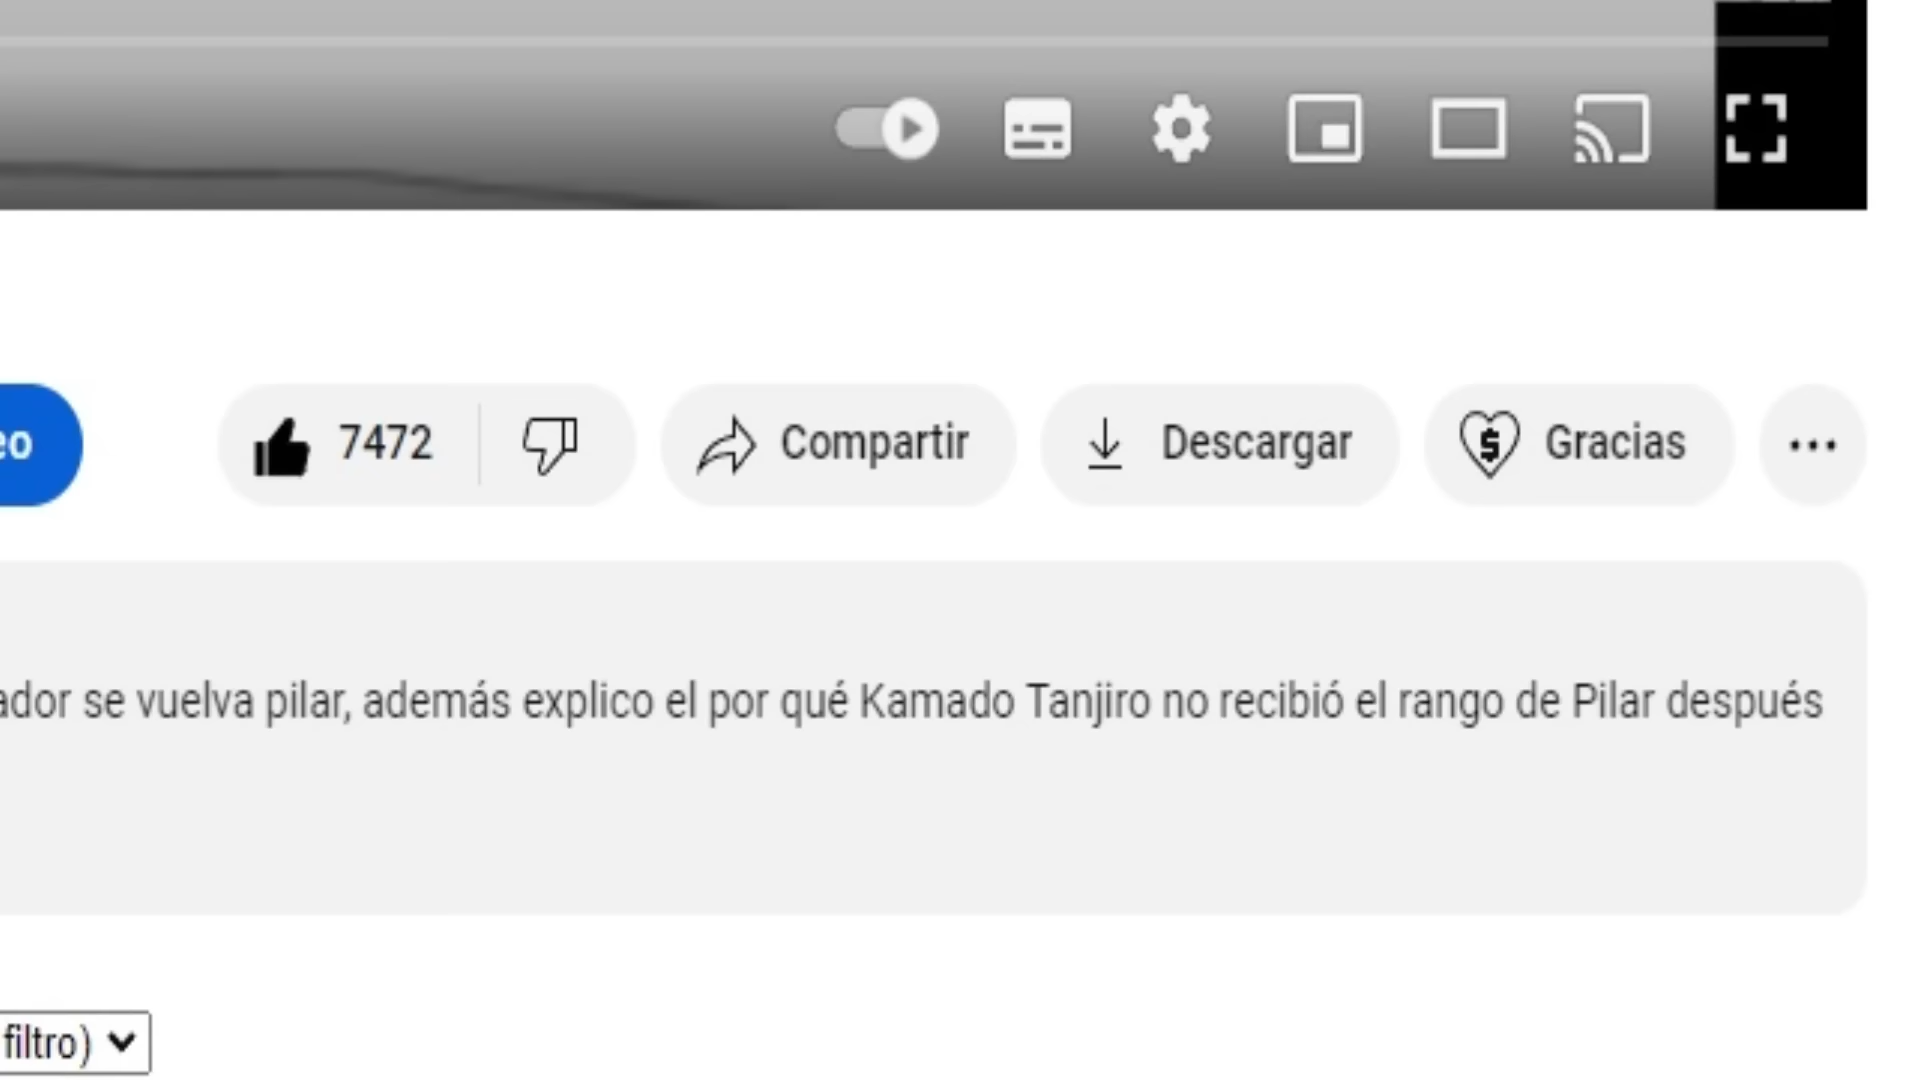 eo 7472 Compartir Descargar Gracias
ador se vuelva pilar, además explico el por qué Kamado Tanjiro no recibió el rango de Pilar después
filtro)